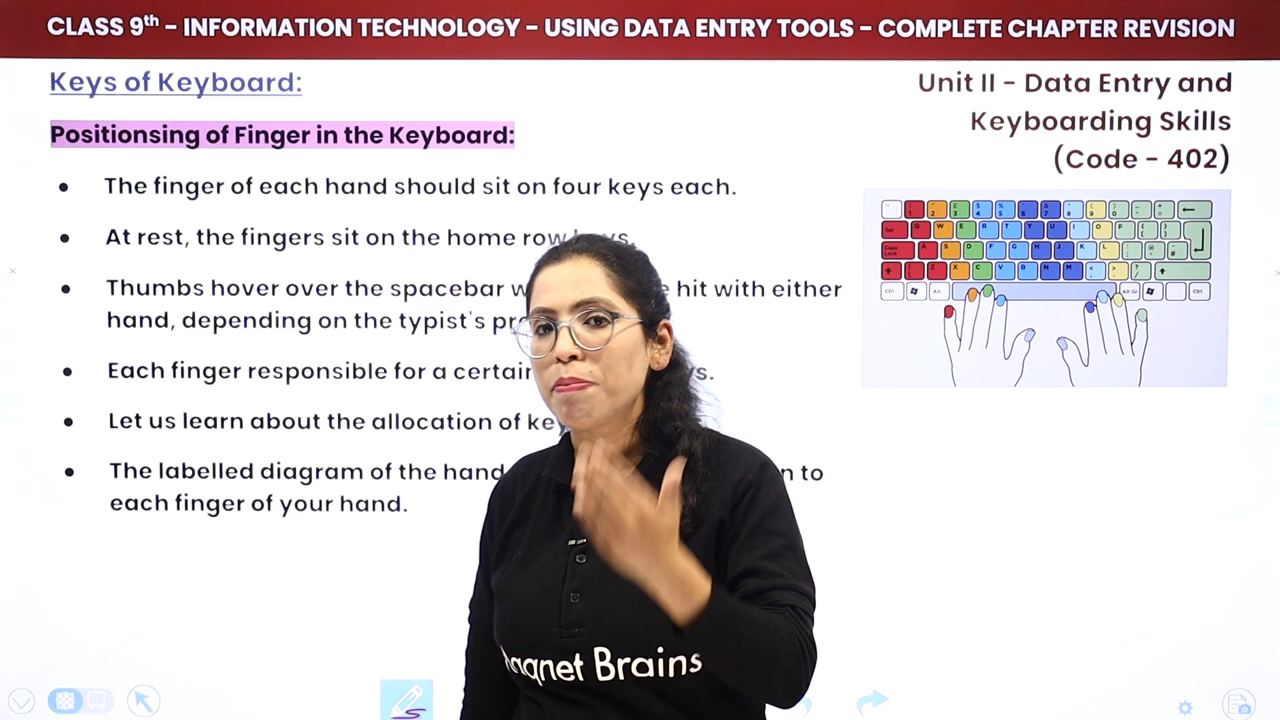 CLASS 9th – INFORMATION TECHNOLOGY – USING DATA ENTRY TOOLS – COMPLETE CHAPTER REVISION
Keys of Keyboard:
Unit II – Data Entry and
Keyboarding Skills
(Code - 402)
Positionsing of Finger in the Keyboard:
• The finger of each hand should sit on four keys each.
• At rest, the fingers sit on the home row keys.
• Thumbs hover over the spacebar hit with either
hand, depending on the typist's
• Each finger responsible for a certain
• Let us learn about the allocation of
• The labelled diagram of the hand to
each finger of your hand.
Brains